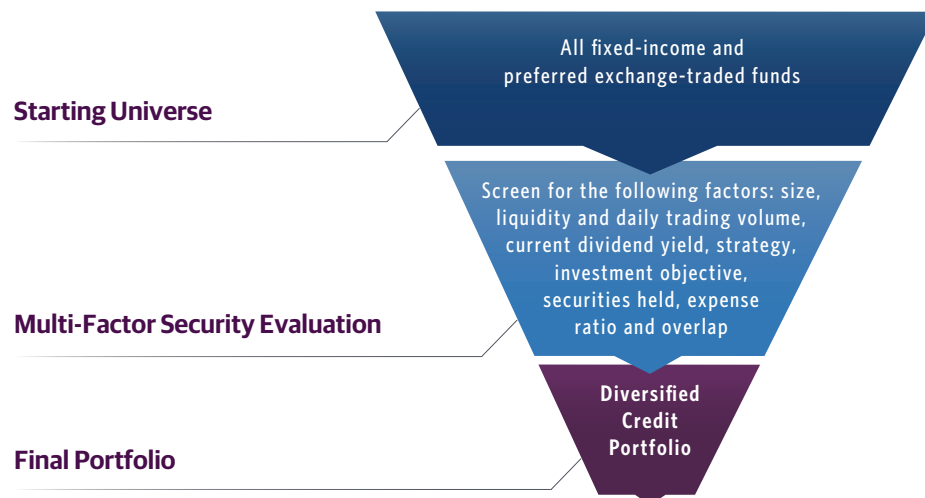 All fixed-income and
preferred exchange-traded funds
Starting Universe
Screen for the following factors: size,
liquidity and daily trading volume,
current dividend yield, strategy,
investment objective,
securities held, expense
ratio and overlap
Multi-Factor Security Evaluation
Diversified
Credit
Portfolio
Final Portfolio